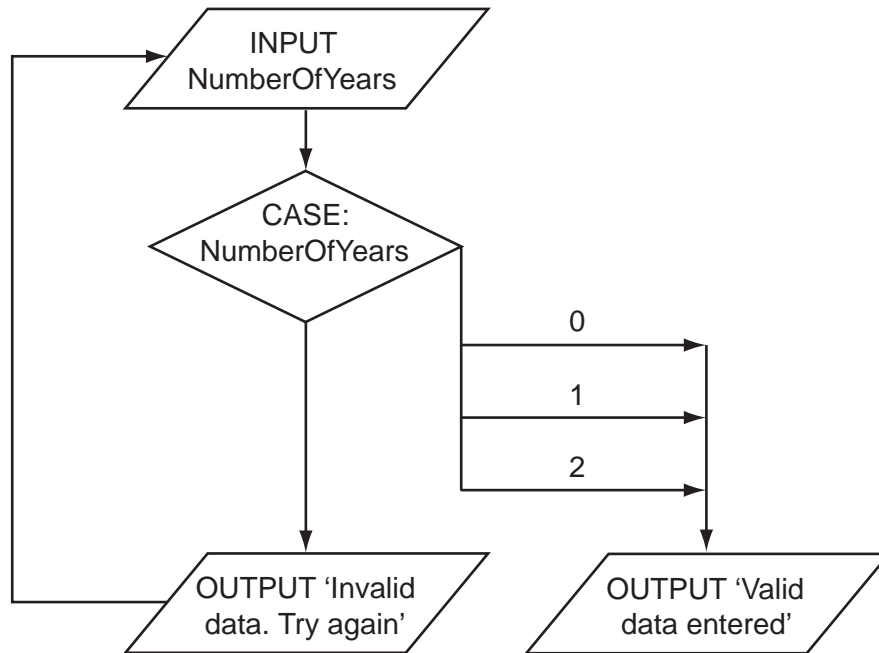 INPUT
NumberOfYears
CASE:
NumberOfYears
0
1
2
OUTPUT ‘Invalid
data. Try again’
OUTPUT ‘Valid
data entered’